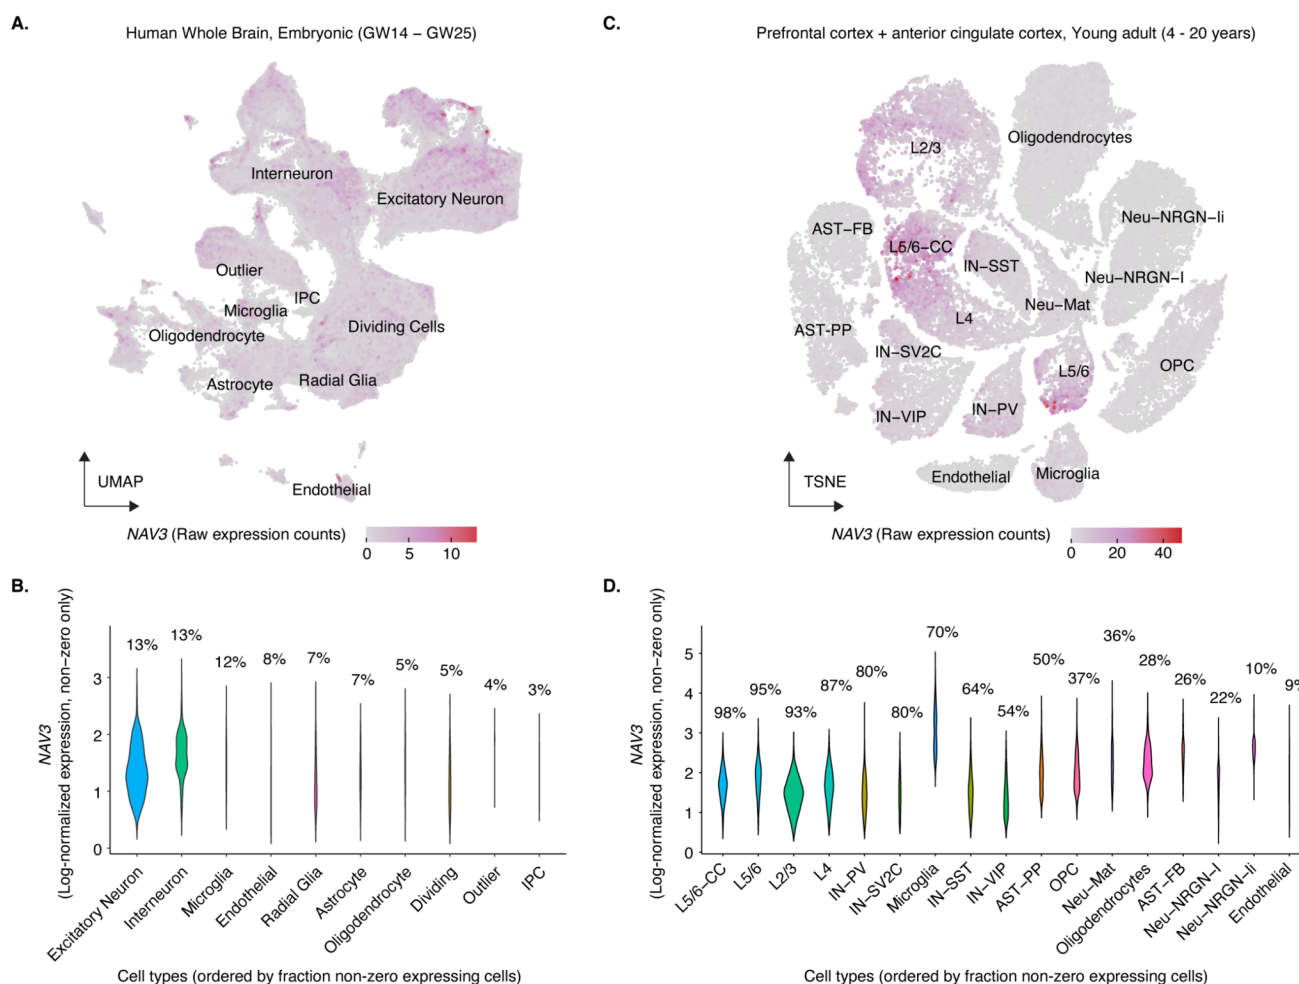 A.
Human Whole Brain, Embryonic (GW14 – GW25)
Interneuron
Excitatory Neuron
Outlier
IPC
Microglia
Dividing Cells
Oligodendrocyte
Astrocyte
Radial Glia
Endothelial
UMAP
NAV3 (Raw expression counts)
0 5 10
C.
Prefrontal cortex + anterior cingulate cortex, Young adult (4 - 20 years)
Oligodendrocytes
L2/3
Neu−NRGN−Ii
AST−FB
L5/6−CC
IN−SST
Neu−NRGN−I
Neu−Mat
L4
AST-PP
IN−SV2C
L5/6
OPC
IN−PV
IN−VIP
Endothelial
Microglia
TSNE
NAV3 (Raw expression counts)
0 20 40
B.
NAV3
(Log-normalized expression, non−zero only)
3
2
1
0
13%
13%
12%
8%
7%
7%
5%
5%
4%
3%
Excitatory Neuron
Interneuron
Microglia
Endothelial
Radial Glia
Astrocyte
Oligodendrocyte
Dividing
Outlier
IPC
Cell types (ordered by fraction non-zero expressing cells)
D.
NAV3
(Log-normalized expression, non−zero only)
5
4
3
2
1
0
98%
95%
93%
87%
80%
80%
70%
64%
54%
50%
37%
36%
28%
26%
22%
10%
9%
L5/6−CC
L5/6
L2/3
L4
IN−PV
IN−SV2C
Microglia
IN−SST
IN−VIP
AST−PP
OPC
Neu−Mat
Oligodendrocytes
AST−FB
Neu−NRGN−I
Neu−NRGN−Ii
Endothelial
Cell types (ordered by fraction non-zero expressing cells)